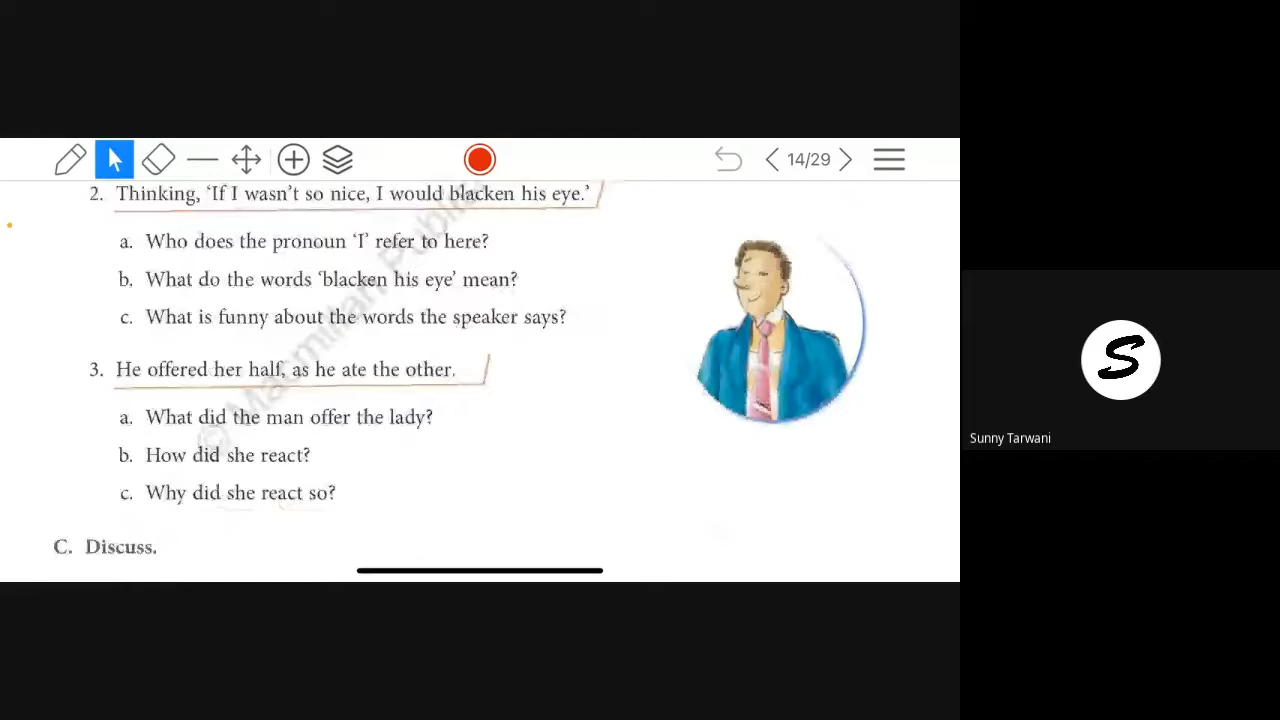 14/29
2. Thinking, ‘If I wasn’t so nice, I would blacken his eye.’
a. Who does the pronoun ‘I’ refer to here?
b. What do the words ‘blacken his eye’ mean?
c. What is funny about the words the speaker says?
3. He offered her half, as he ate the other.
a. What did the man offer the lady?
b. How did she react?
c. Why did she react so?
C. Discuss.
© Macmillan Publi
S
Sunny Tarwani